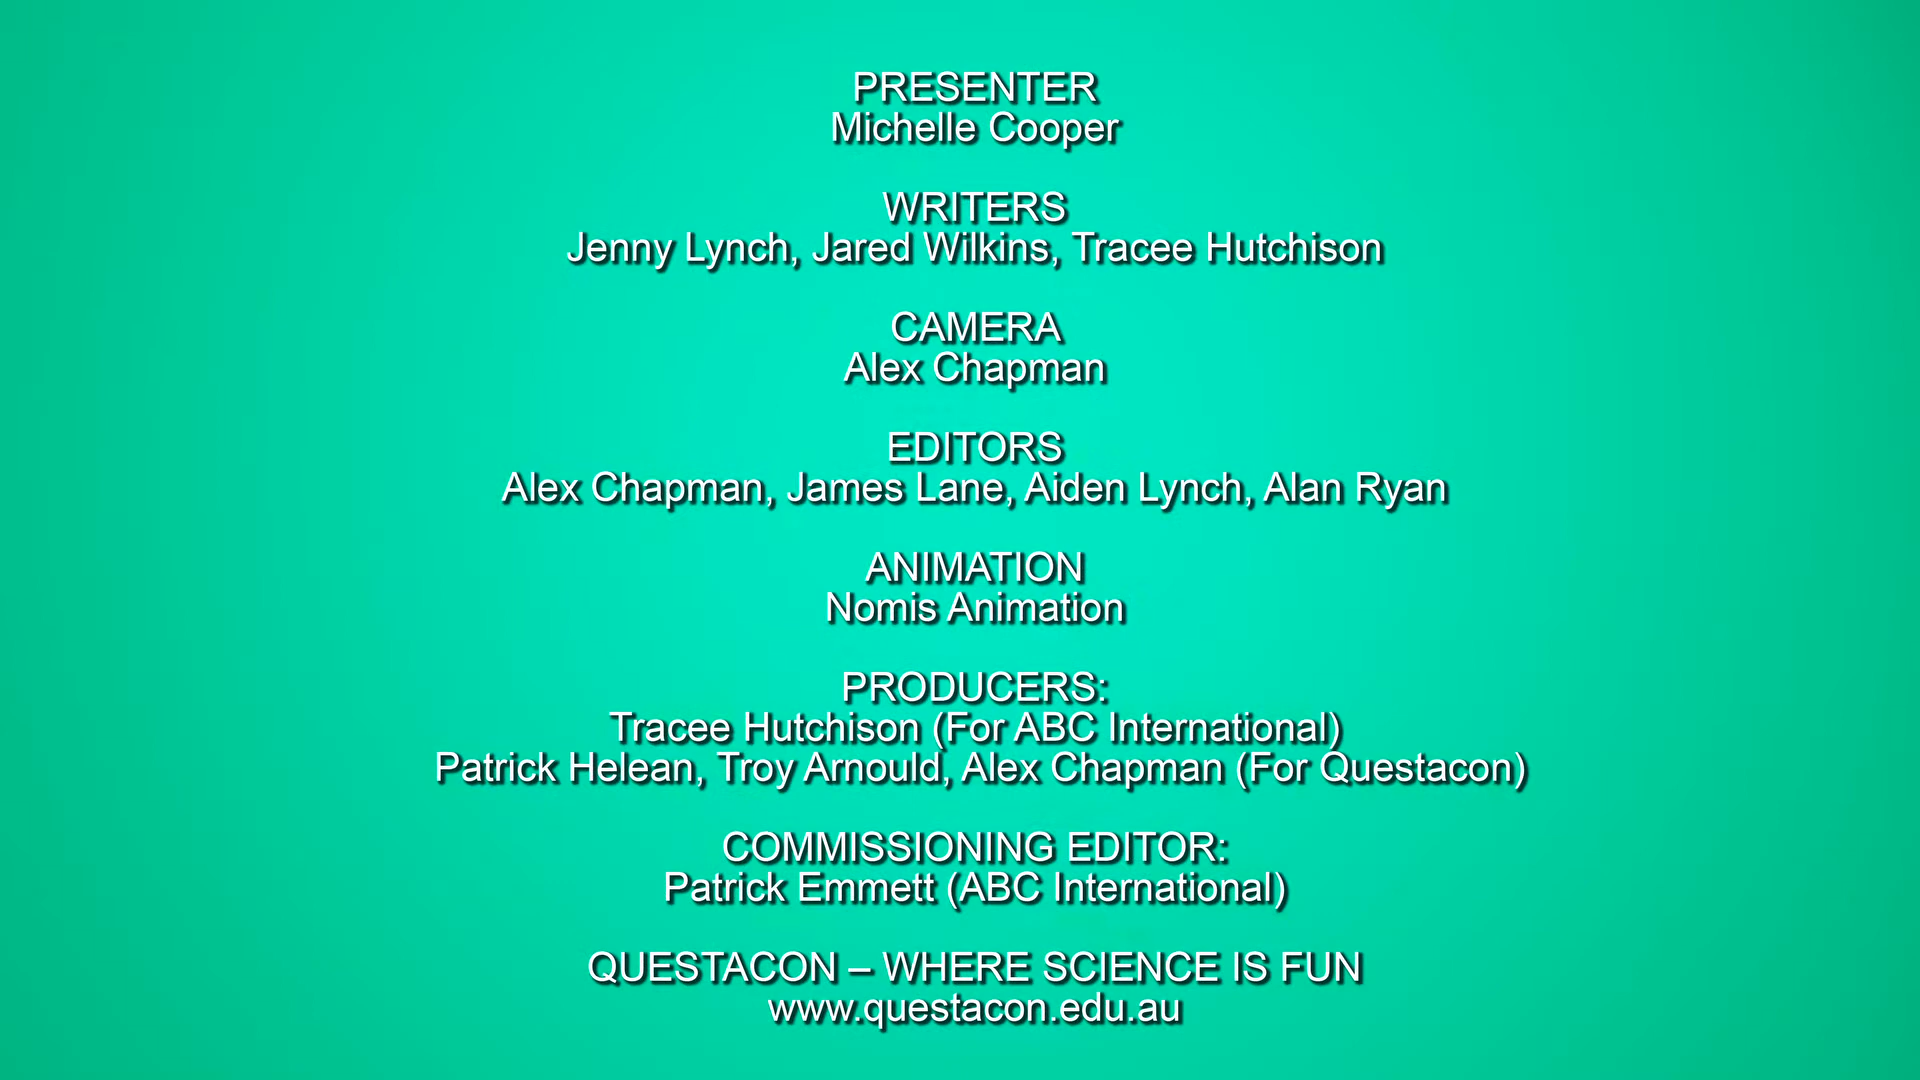 PRESENTER
Michelle Cooper
WRITERS
Jenny Lynch, Jared Wilkins, Tracee Hutchison
CAMERA
Alex Chapman
EDITORS
Alex Chapman, James Lane, Aiden Lynch, Alan Ryan
ANIMATION
Nomis Animation
PRODUCERS:
Tracee Hutchison (For ABC International)
Patrick Helean, Troy Arnould, Alex Chapman (For Questacon)
COMMISSIONING EDITOR:
Patrick Emmett (ABC International)
QUESTACON – WHERE SCIENCE IS FUN
www.questacon.edu.au